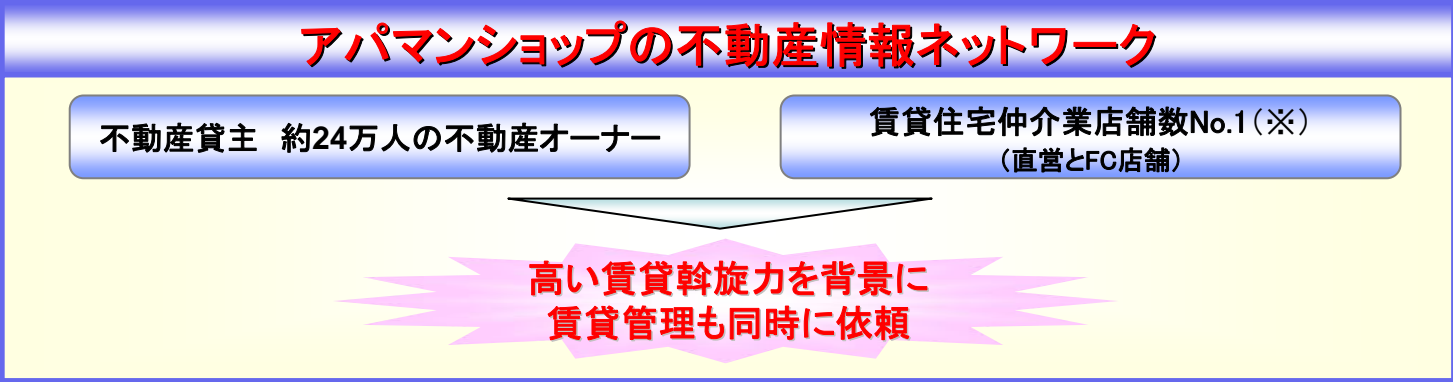 アパマンショップの不動産情報ネットワーク
不動産貸主　約24万人の不動産オーナー
賃貸住宅仲介業店舗数No.1（※）
（直営とFC店舗）
高い賃貸斡旋力を背景に
賃貸管理も同時に依頼